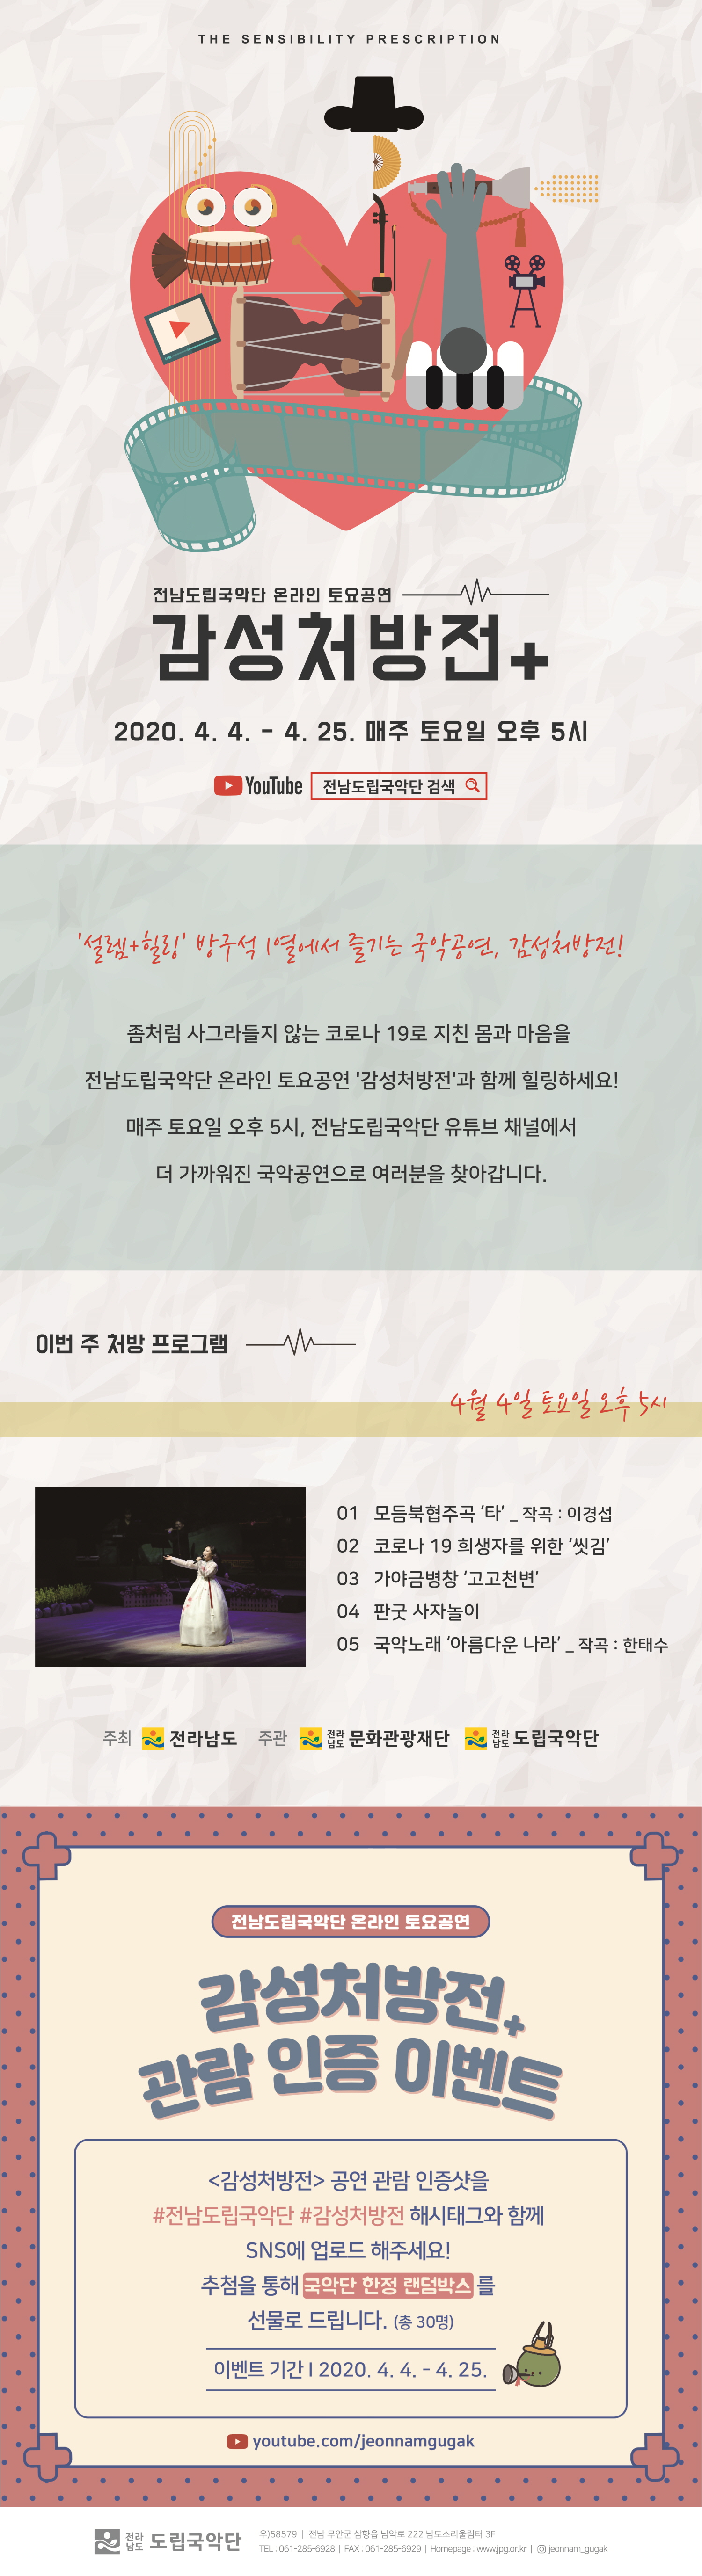 THE SENSIBILITY PRESCRIPTION
전남도립국악단 온라인 토요공연
감성처방전+
2020. 4. 4. - 4. 25. 매주 토요일 오후 5시
YouTube 전남도립국악단 검색
'설렘+힐링' 방구석 1열에서 즐기는 국악공연, 감성처방전!
좀처럼 사그라들지 않는 코로나 19로 지친 몸과 마음을
전남도립국악단 온라인 토요공연 '감성처방전'과 함께 힐링하세요!
매주 토요일 오후 5시, 전남도립국악단 유튜브 채널에서
더 가까워진 국악공연으로 여러분을 찾아갑니다.
이번 주 처방 프로그램
4월 4일 토요일 오후 5시
01 모듬북협주곡 '타' _ 작곡 : 이경섭
02 코로나 19 희생자를 위한 '씻김'
03 가야금병창 '고고천변'
04 판굿 사자놀이
05 국악노래 '아름다운 나라' _ 작곡 : 한태수
주최 전라남도 주관 전라남도 문화관광재단 전라남도 도립국악단
전남도립국악단 온라인 토요공연
감성처방전+
관람 인증 이벤트
<감성처방전> 공연 관람 인증샷을
#전남도립국악단 #감성처방전 해시태그와 함께
SNS에 업로드 해주세요!
추첨을 통해 국악단 한정 랜덤박스를
선물로 드립니다. (총 30명)
이벤트 기간 I 2020. 4. 4. - 4. 25.
youtube.com/jeonnamgugak
전라남도 도립국악단
우)58579 | 전남 무안군 삼향읍 남악로 222 남도소리울림터 3F
TEL : 061-285-6928 | FAX : 061-285-6929 | Homepage : www.jpg.or.kr | jeonnam_gugak